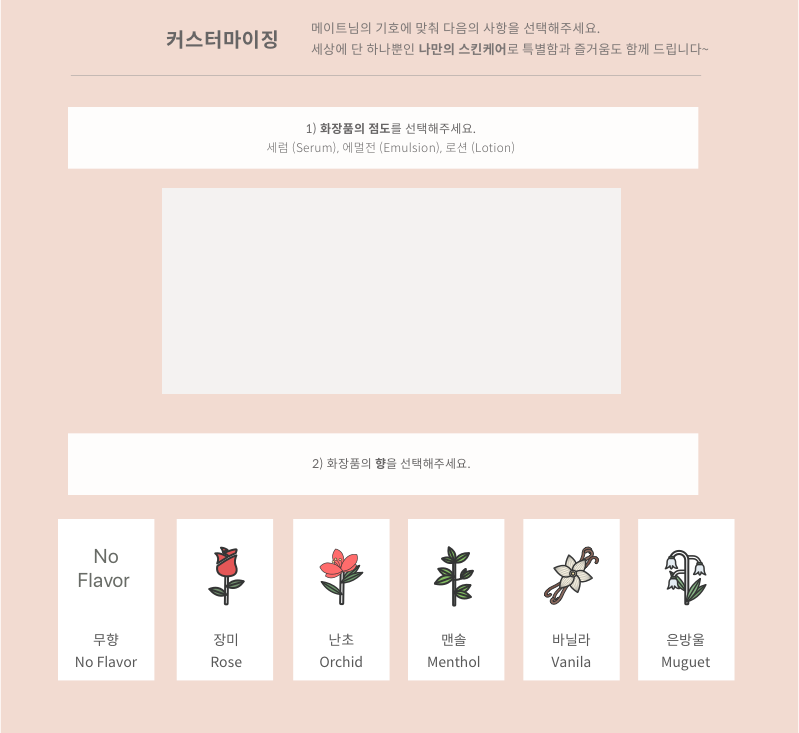 커스터마이징
메이트님의 기호에 맞춰 다음의 사항을 선택해주세요.
세상에 단 하나뿐인 나만의 스킨케어로 특별함과 즐거움도 함께 드립니다~
1) 화장품의 점도를 선택해주세요.
세럼 (Serum), 에멀전 (Emulsion), 로션 (Lotion)
2) 화장품의 향을 선택해주세요.
No
Flavor
무향
No Flavor
장미
Rose
난초
Orchid
맨솔
Menthol
바닐라
Vanila
은방울
Muguet